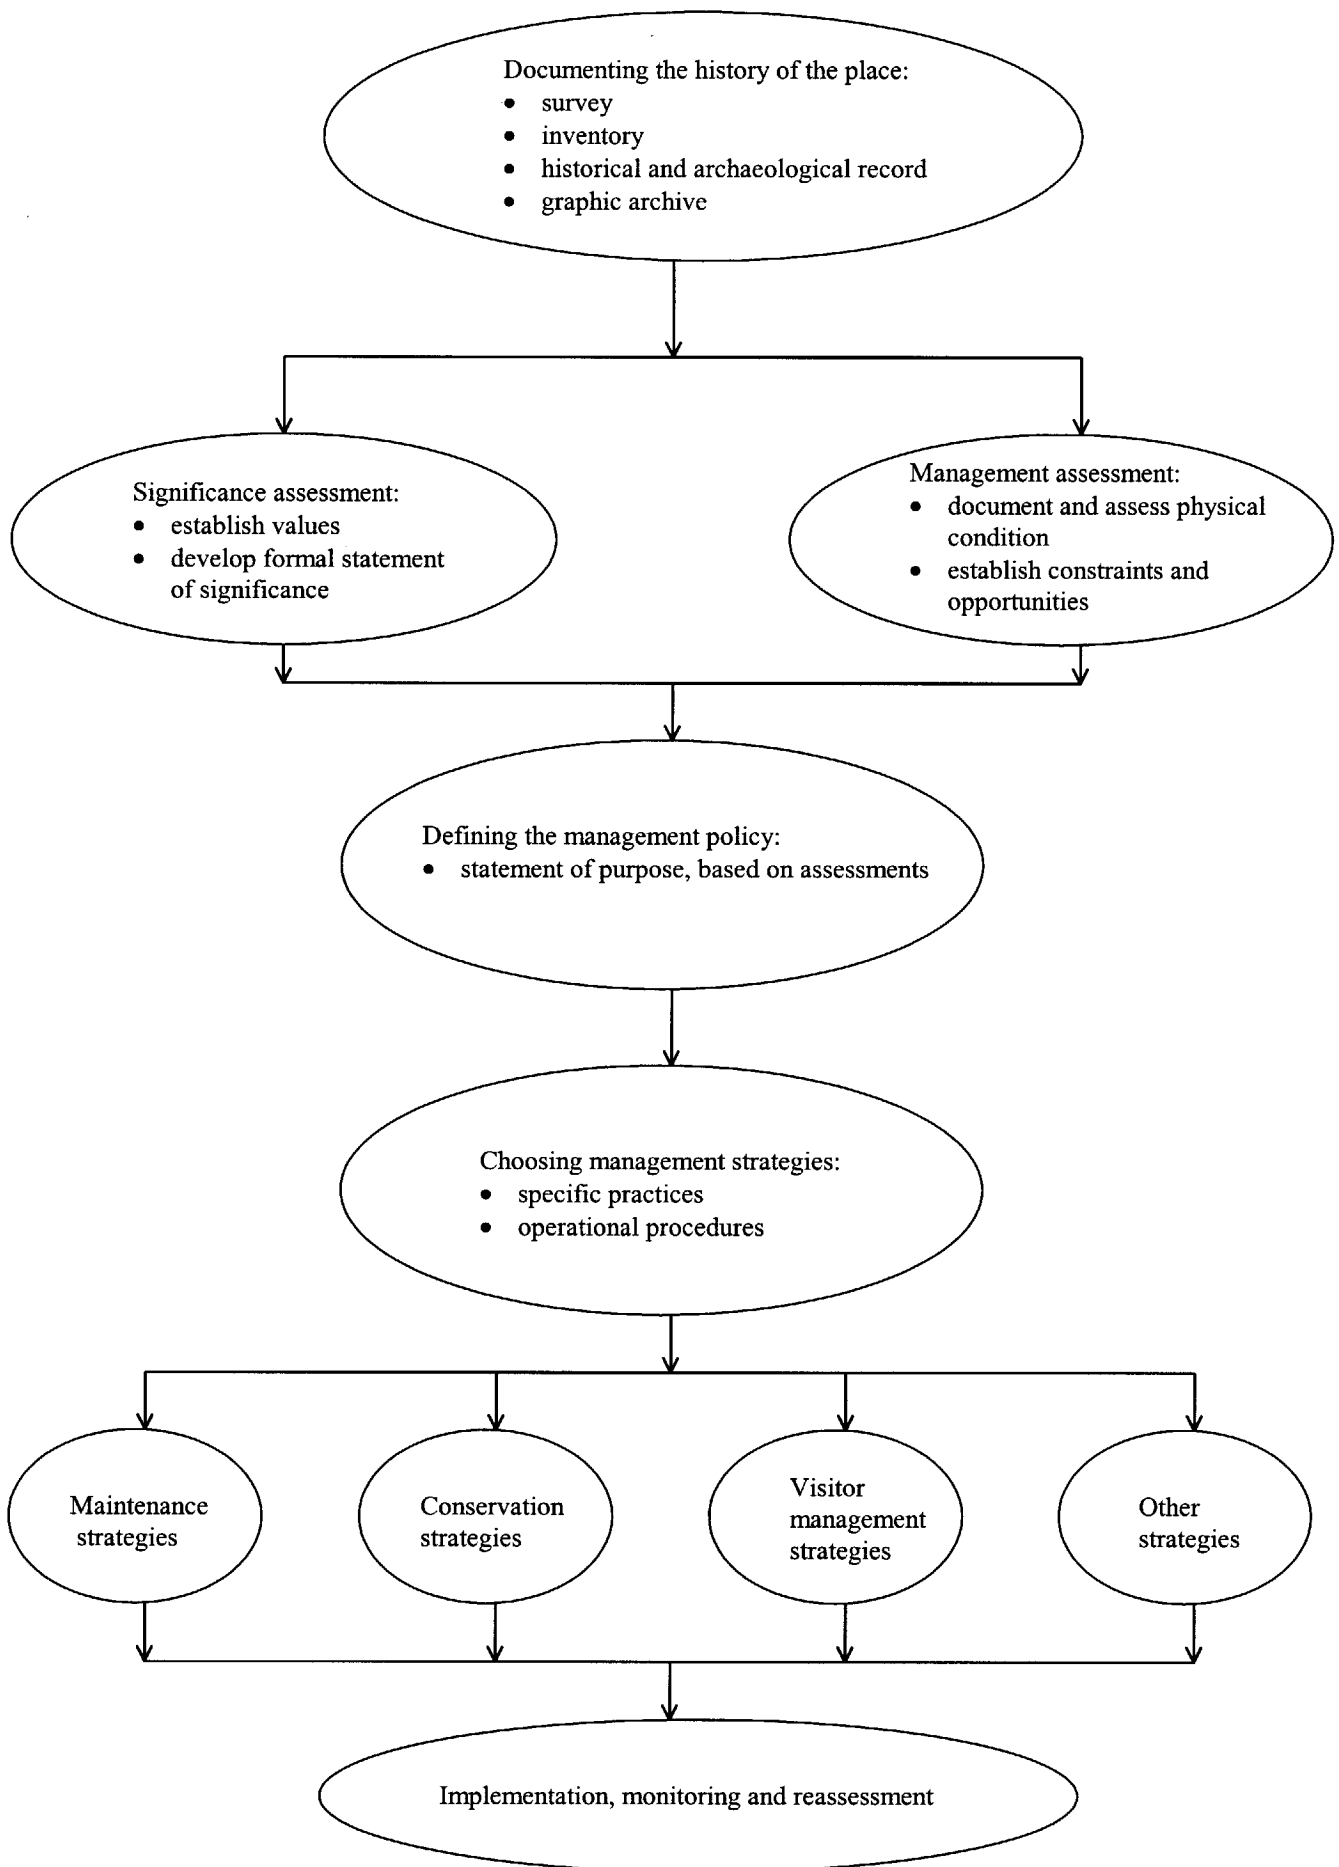 Documenting the history of the place:
• survey
• inventory
• historical and archaeological record
• graphic archive
Significance assessment:
• establish values
• develop formal statement
of significance
Management assessment:
• document and assess physical
condition
• establish constraints and
opportunities
Defining the management policy:
• statement of purpose, based on assessments
Choosing management strategies:
• specific practices
• operational procedures
Maintenance
strategies
Conservation
strategies
Visitor
management
strategies
Other
strategies
Implementation, monitoring and reassessment